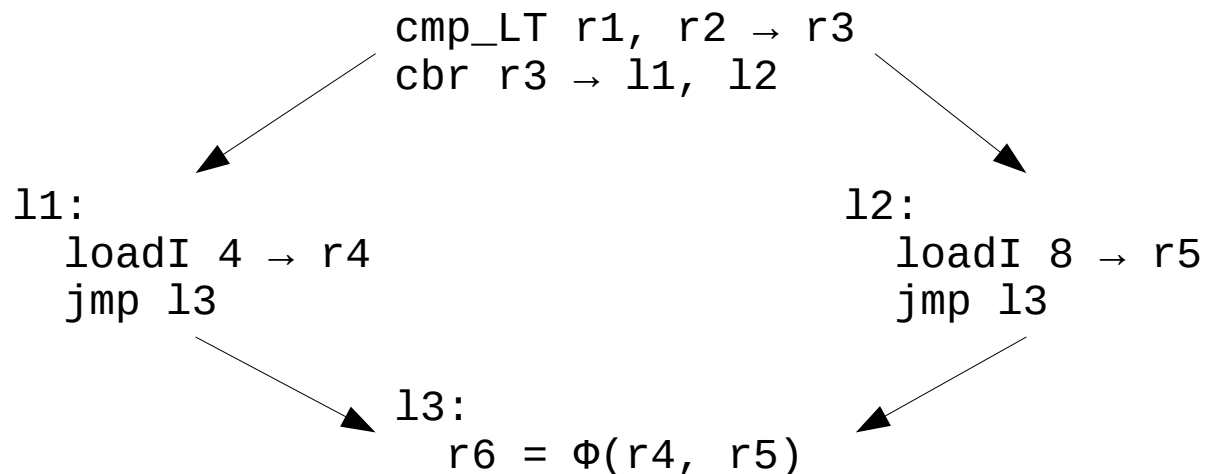 cmp_LT r1, r2 → r3
cbr r3 → l1, l2
l1:
loadI 4 → r4
jmp l3
l2:
loadI 8 → r5
jmp l3
l3:
r6 = Φ(r4, r5)